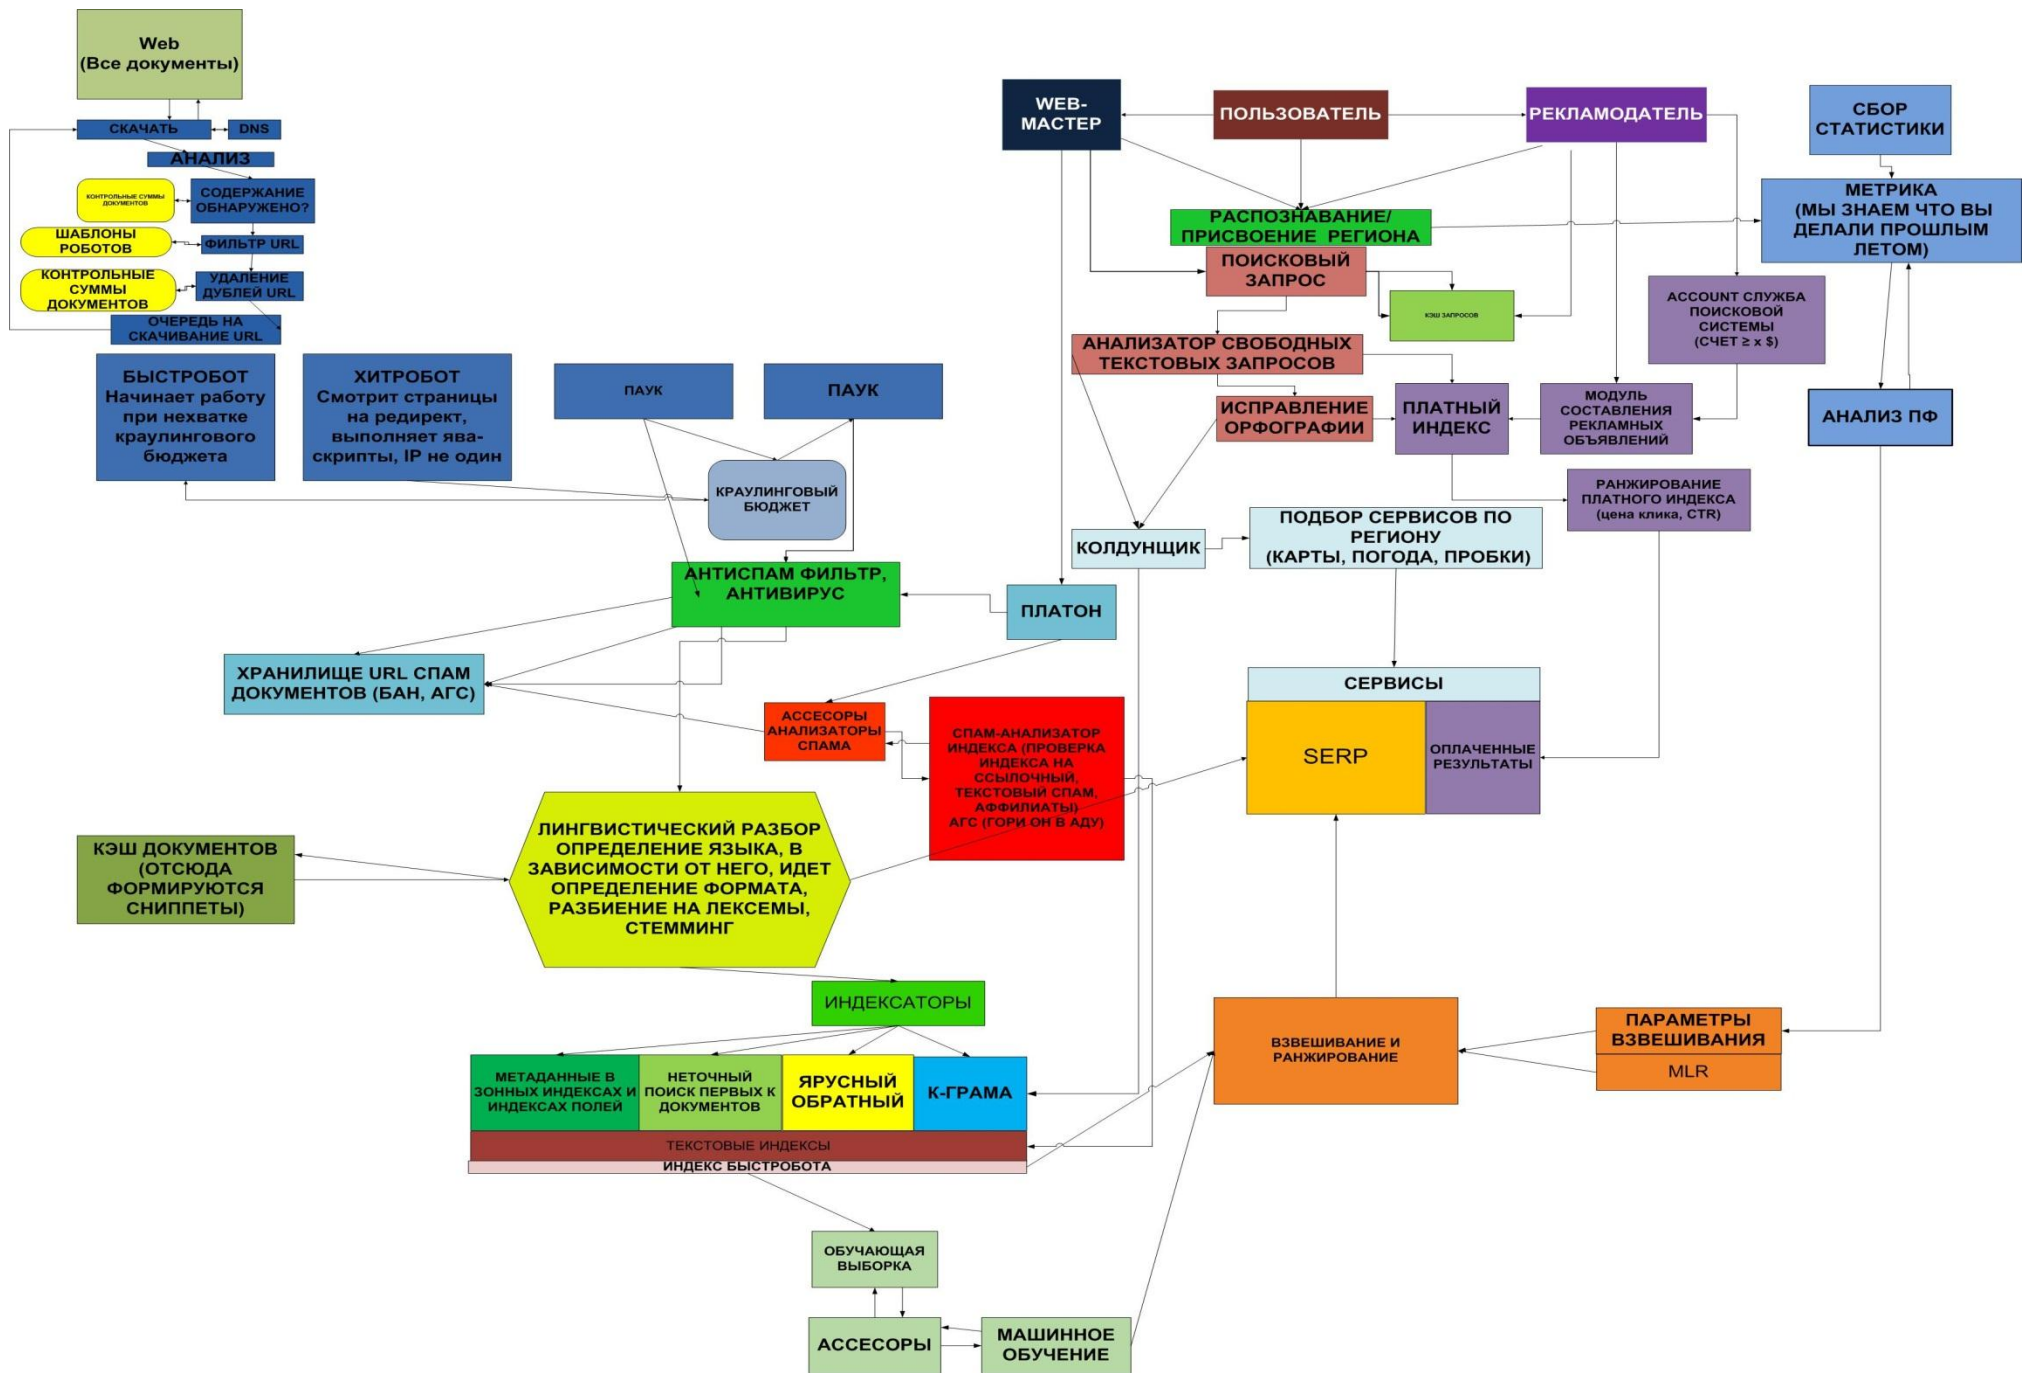 Web
(Все документы)
СКАЧАТЬ
DNS
АНАЛИЗ
КОНТРОЛЬНЫЕ СУММЫ
ДОКУМЕНТОВ
СОДЕРЖАНИЕ
ОБНАРУЖЕНО?
ШАБЛОНЫ
РОБОТОВ
ФИЛЬТР URL
КОНТРОЛЬНЫЕ
СУММЫ
ДОКУМЕНТОВ
УДАЛЕНИЕ
ДУБЛЕЙ URL
ОЧЕРЕДЬ НА
СКАЧИВАНИЕ URL
БЫСТРОБОТ
Начинает работу
при нехватке
краулингового
бюджета
ХИТРОБОТ
Смотрит страницы
на редирект,
выполняет ява-
скрипты, IP не один
ПАУК
ПАУК
КРАУЛИНГОВЫЙ
БЮДЖЕТ
WEB-
МАСТЕР
ПОЛЬЗОВАТЕЛЬ
РЕКЛАМОДАТЕЛЬ
СБОР
СТАТИСТИКИ
РАСПОЗНАВАНИЕ/
ПРИСВОЕНИЕ РЕГИОНА
МЕТРИКА
(МЫ ЗНАЕМ ЧТО ВЫ
ДЕЛАЛИ ПРОШЛЫМ
ЛЕТОМ)
ПОИСКОВЫЙ
ЗАПРОС
КЭШ ЗАПРОСОВ
ACCOUNT СЛУЖБА
ПОИСКОВОЙ
СИСТЕМЫ
(СЧЕТ ≥ x $)
АНАЛИЗАТОР СВОБОДНЫХ
ТЕКСТОВЫХ ЗАПРОСОВ
ИСПРАВЛЕНИЕ
ОРФОГРАФИИ
ПЛАТНЫЙ
ИНДЕКС
МОДУЛЬ
СОСТАВЛЕНИЯ
РЕКЛАМНЫХ
ОБЪЯВЛЕНИЙ
АНАЛИЗ ПФ
РАНЖИРОВАНИЕ
ПЛАТНОГО ИНДЕКСА
(цена клика, CTR)
КОЛДУНЩИК
ПОДБОР СЕРВИСОВ ПО
РЕГИОНУ
(КАРТЫ, ПОГОДА, ПРОБКИ)
АНТИСПАМ ФИЛЬТР,
АНТИВИРУС
ПЛАТОН
ХРАНИЛИЩЕ URL СПАМ
ДОКУМЕНТОВ (БАН, АГС)
АССЕСОРЫ
АНАЛИЗАТОРЫ
СПАМА
СПАМ-АНАЛИЗАТОР
ИНДЕКСА (ПРОВЕРКА
ИНДЕКСА НА
ССЫЛОЧНЫЙ,
ТЕКСТОВЫЙ СПАМ,
АФФИЛИАТЫ)
АГС (ГОРИ ОН В АДУ)
СЕРВИСЫ
SERP
ОПЛАЧЕННЫЕ
РЕЗУЛЬТАТЫ
КЭШ ДОКУМЕНТОВ
(ОТСЮДА
ФОРМИРУЮТСЯ
СНИППЕТЫ)
ЛИНГВИСТИЧЕСКИЙ РАЗБОР
ОПРЕДЕЛЕНИЕ ЯЗЫКА, В
ЗАВИСИМОСТИ ОТ НЕГО, ИДЕТ
ОПРЕДЕЛЕНИЕ ФОРМАТА,
РАЗБИЕНИЕ НА ЛЕКСЕМЫ,
СТЕММИНГ
ИНДЕКСАТОРЫ
МЕТАДАННЫЕ В
ЗОННЫХ ИНДЕКСАХ И
ИНДЕКСАХ ПОЛЕЙ
НЕТОЧНЫЙ
ПОИСК ПЕРВЫХ К
ДОКУМЕНТОВ
ЯРУСНЫЙ
ОБРАТНЫЙ
К-ГРАМА
ТЕКСТОВЫЕ ИНДЕКСЫ
ИНДЕКС БЫСТРОБОТА
ВЗВЕШИВАНИЕ И
РАНЖИРОВАНИЕ
ПАРАМЕТРЫ
ВЗВЕШИВАНИЯ
MLR
ОБУЧАЮЩАЯ
ВЫБОРКА
АССЕСОРЫ
МАШИННОЕ
ОБУЧЕНИЕ